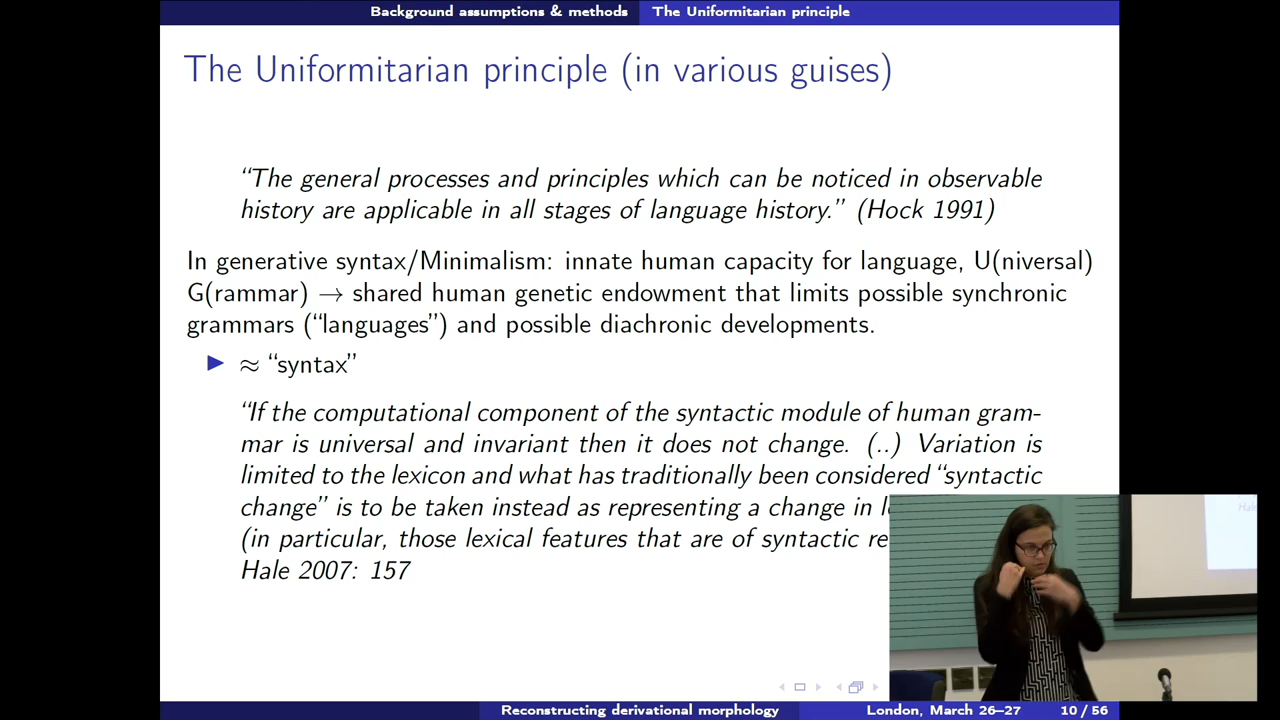 Background assumptions & methods The Uniformitarian principle
The Uniformitarian principle (in various guises)
“The general processes and principles which can be noticed in observable
history are applicable in all stages of language history.” (Hock 1991)
In generative syntax/Minimalism: innate human capacity for language, U(niversal)
G(rammar) → shared human genetic endowment that limits possible synchronic
grammars (“languages”) and possible diachronic developments.
▶ ≈ “syntax”
“If the computational component of the syntactic module of human gram-
mar is universal and invariant then it does not change. (..) Variation is
limited to the lexicon and what has traditionally been considered “syntactic
change” is to be taken instead as representing a change in
(in particular, those lexical features that are of syntactic
Hale 2007: 157
Reconstructing derivational morphology London, March 26–27 10 / 56